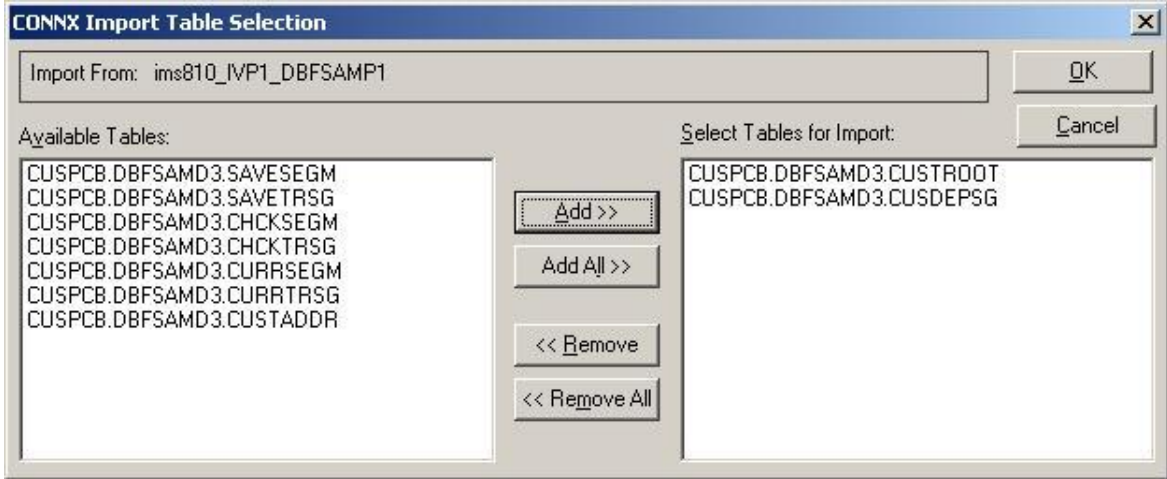 CONNX Import Table Selection
Import From: ims810_IVP1_DBFSAMP1
OK
Cancel
Available Tables:
CUSPCB.DBFSAMD3.SAVESEGM
CUSPCB.DBFSAMD3.SAVETRSG
CUSPCB.DBFSAMD3.CHCKSEGM
CUSPCB.DBFSAMD3.CHCKTRSG
CUSPCB.DBFSAMD3.CURRSEGM
CUSPCB.DBFSAMD3.CURRTRSG
CUSPCB.DBFSAMD3.CUSTADDR
Add >>
Add All >>
<< Remove
<< Remove All
Select Tables for Import:
CUSPCB.DBFSAMD3.CUSTROOT
CUSPCB.DBFSAMD3.CUSDEPSG